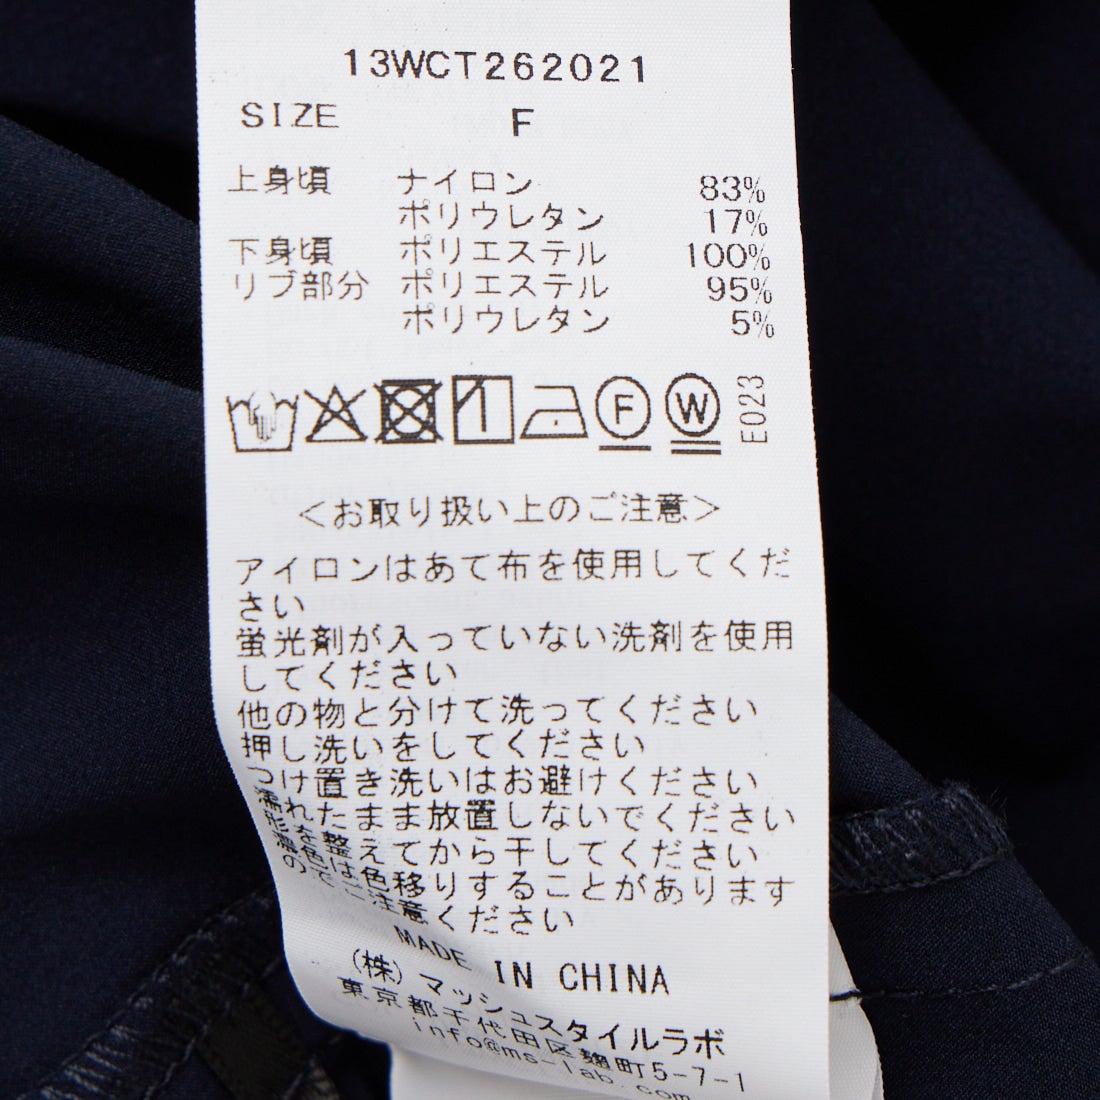 13WCT262021
SIZE F
上身頃 ナイロン 83%
ポリウレタン 17%
下身頃 ポリエステル 100%
リブ部分 ポリエステル 95%
ポリウレタン 5%
1 F W E023
＜お取り扱い上のご注意＞
アイロンはあて布を使用してくだ
さい
蛍光剤が入っていない洗剤を使用
してください
他の物と分けて洗ってください
押し洗いをしてください
つけ置き洗いはお避けください
濡れたまま放置しないでください
形を整えてから干してください
濃色は色移りすることがあります
のでご注意ください
MADE IN CHINA
(株)マッシュスタイルラボ
東京都千代田区麹町5-7-1
info@ms-lab.com